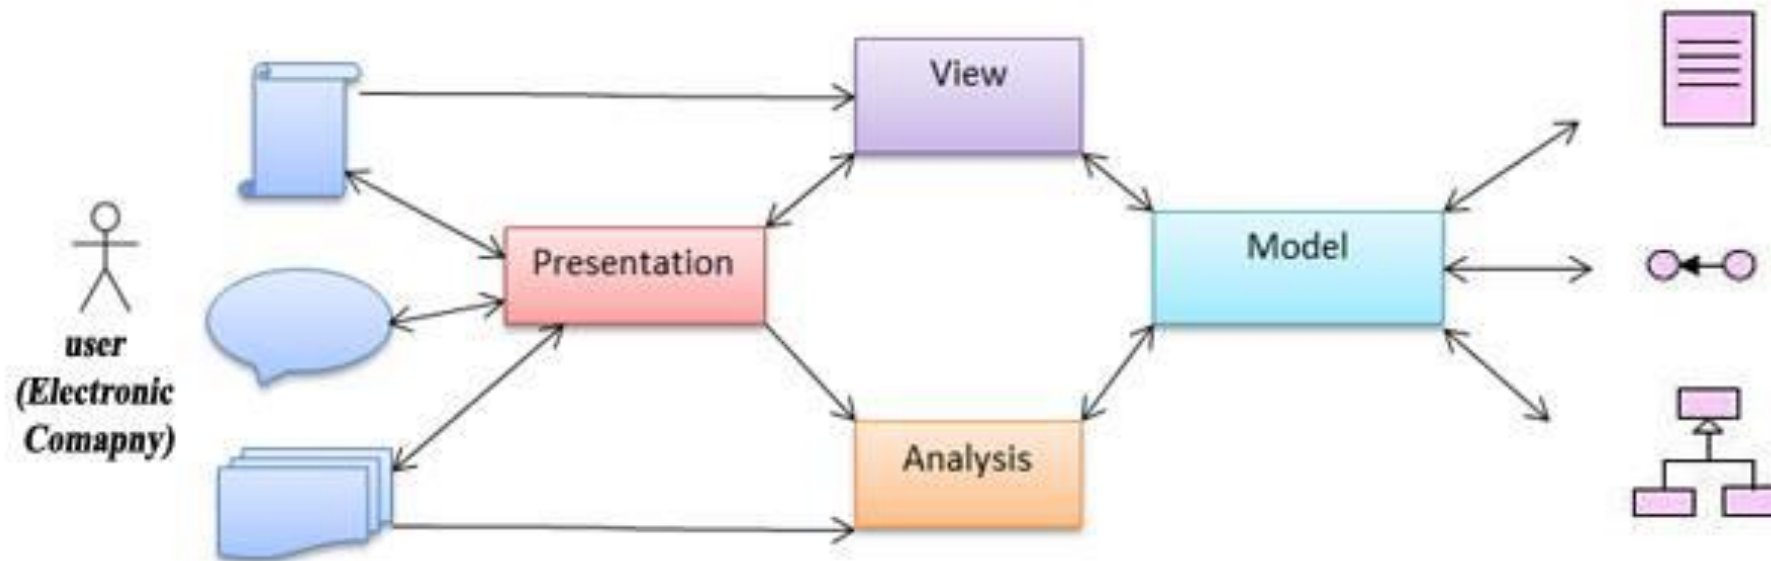 View
Presentation
Model
user
(Electronic
Comapny)
Analysis